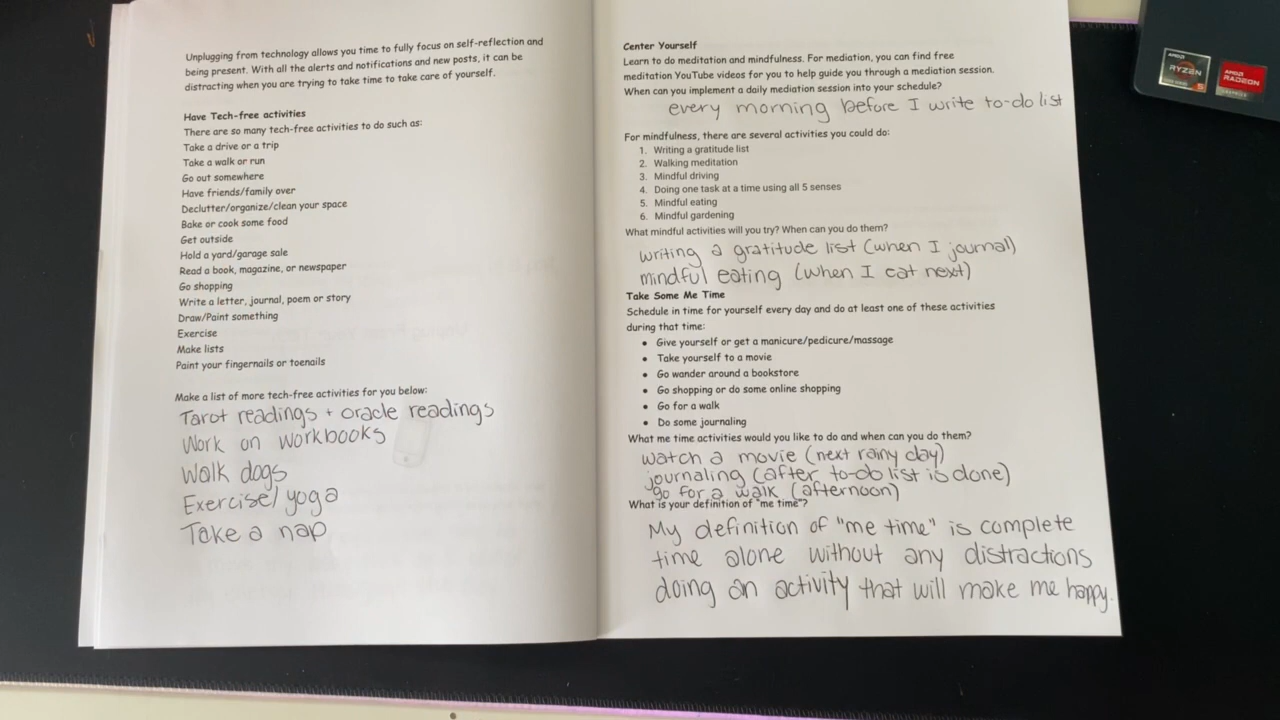 Unplugging from technology allows you time to fully focus on self-reflection and
being present. With all the alerts and notifications and new posts, it can be
distracting when you are trying to take time to take care of yourself.
Have Tech-free activities
There are so many tech-free activities to do such as:
Take a drive or a trip
Take a walk or run
Go out somewhere
Have friends/family over
Declutter/organize/clean your space
Bake or cook some food
Get outside
Hold a yard/garage sale
Read a book, magazine, or newspaper
Go shopping
Write a letter, journal, poem or story
Draw/Paint something
Exercise
Make lists
Paint your fingernails or toenails
Make a list of more tech-free activities for you below:
Tarot readings + oracle readings
Work on workbooks
Walk dogs
Exercise/yoga
Take a nap
Center Yourself
Learn to do meditation and mindfulness. For mediation, you can find free
meditation YouTube videos for you to help guide you through a mediation session.
When can you implement a daily mediation session into your schedule?
every morning before I write to-do list
For mindfulness, there are several activities you could do:
1. Writing a gratitude list
2. Walking meditation
3. Mindful driving
4. Doing one task at a time using all 5 senses
5. Mindful eating
6. Mindful gardening
What mindful activities will you try? When can you do them?
writing a gratitude list (when I journal)
mindful eating (when I eat next)
Take Some Me Time
Schedule in time for yourself every day and do at least one of these activities
during that time:
• Give yourself or get a manicure/pedicure/massage
• Take yourself to a movie
• Go wander around a bookstore
• Go shopping or do some online shopping
• Go for a walk
• Do some journaling
What me time activities would you like to do and when can you do them?
watch a movie (next rainy day)
journaling (after to-do list is done)
go for a walk (afternoon)
What is your definition of "me time"?
My definition of "me time" is complete
time alone without any distractions
doing an activity that will make me happy.
AMD
RYZEN
5
AMD
RADEON
GRAPHICS